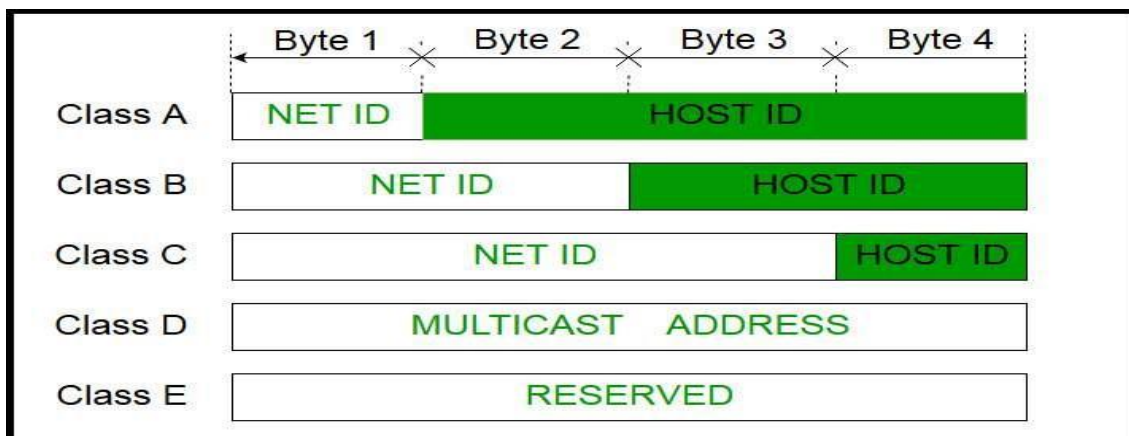 Byte 1 Byte 2 Byte 3 Byte 4
Class A NET ID HOST ID
Class B NET ID HOST ID
Class C NET ID HOST ID
Class D MULTICAST ADDRESS
Class E RESERVED